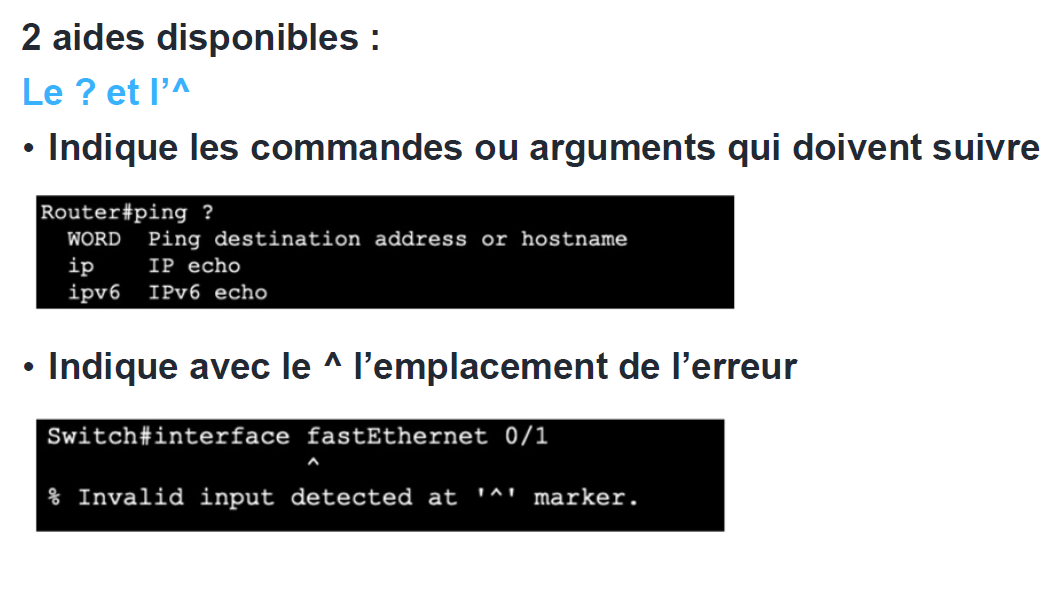 2 aides disponibles :
Le ? et l’^
• Indique les commandes ou arguments qui doivent suivre
Router#ping ?
WORD Ping destination address or hostname
ip IP echo
ipv6 IPv6 echo
• Indique avec le ^ l’emplacement de l’erreur
Switch#interface fastEthernet 0/1
^
% Invalid input detected at '^' marker.